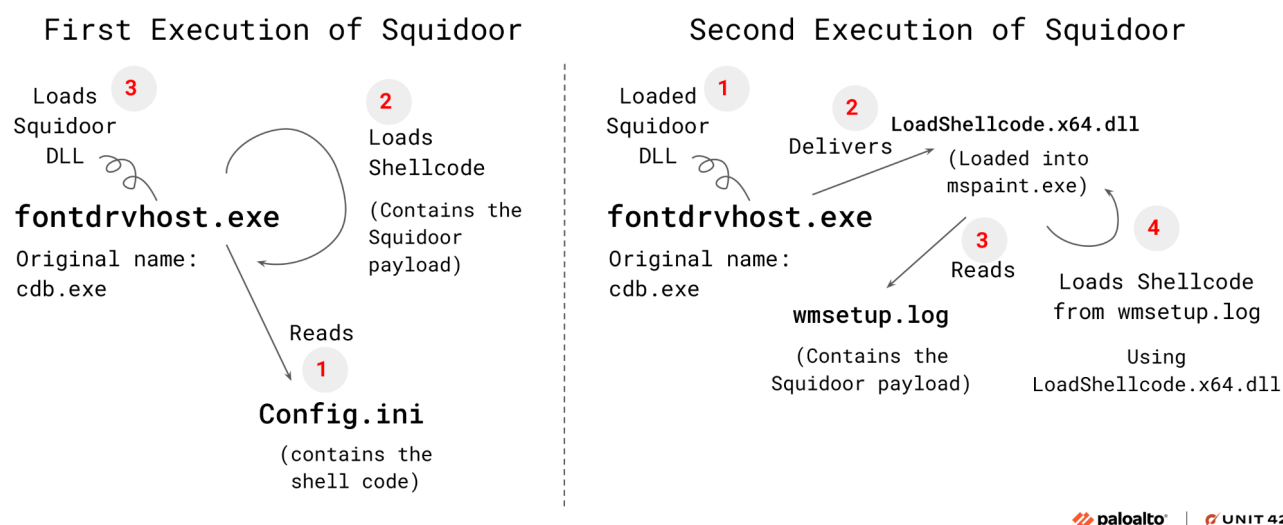 First Execution of Squidoor
3
Loads
Squidoor
DLL
2
Loads
Shellcode
(Contains the
Squidoor
payload)
fontdrvhost.exe
Original name:
cdb.exe
Reads
1
Config.ini
(contains the
shell code)
Second Execution of Squidoor
1
Loaded
Squidoor
DLL
2
Delivers
LoadShellcode.x64.dll
(Loaded into
mspaint.exe)
fontdrvhost.exe
Original name:
cdb.exe
3
Reads
4
Loads Shellcode
from wmsetup.log
Using
LoadShellcode.x64.dll
wmsetup.log
(Contains the
Squidoor payload)
paloalto
UNIT 42